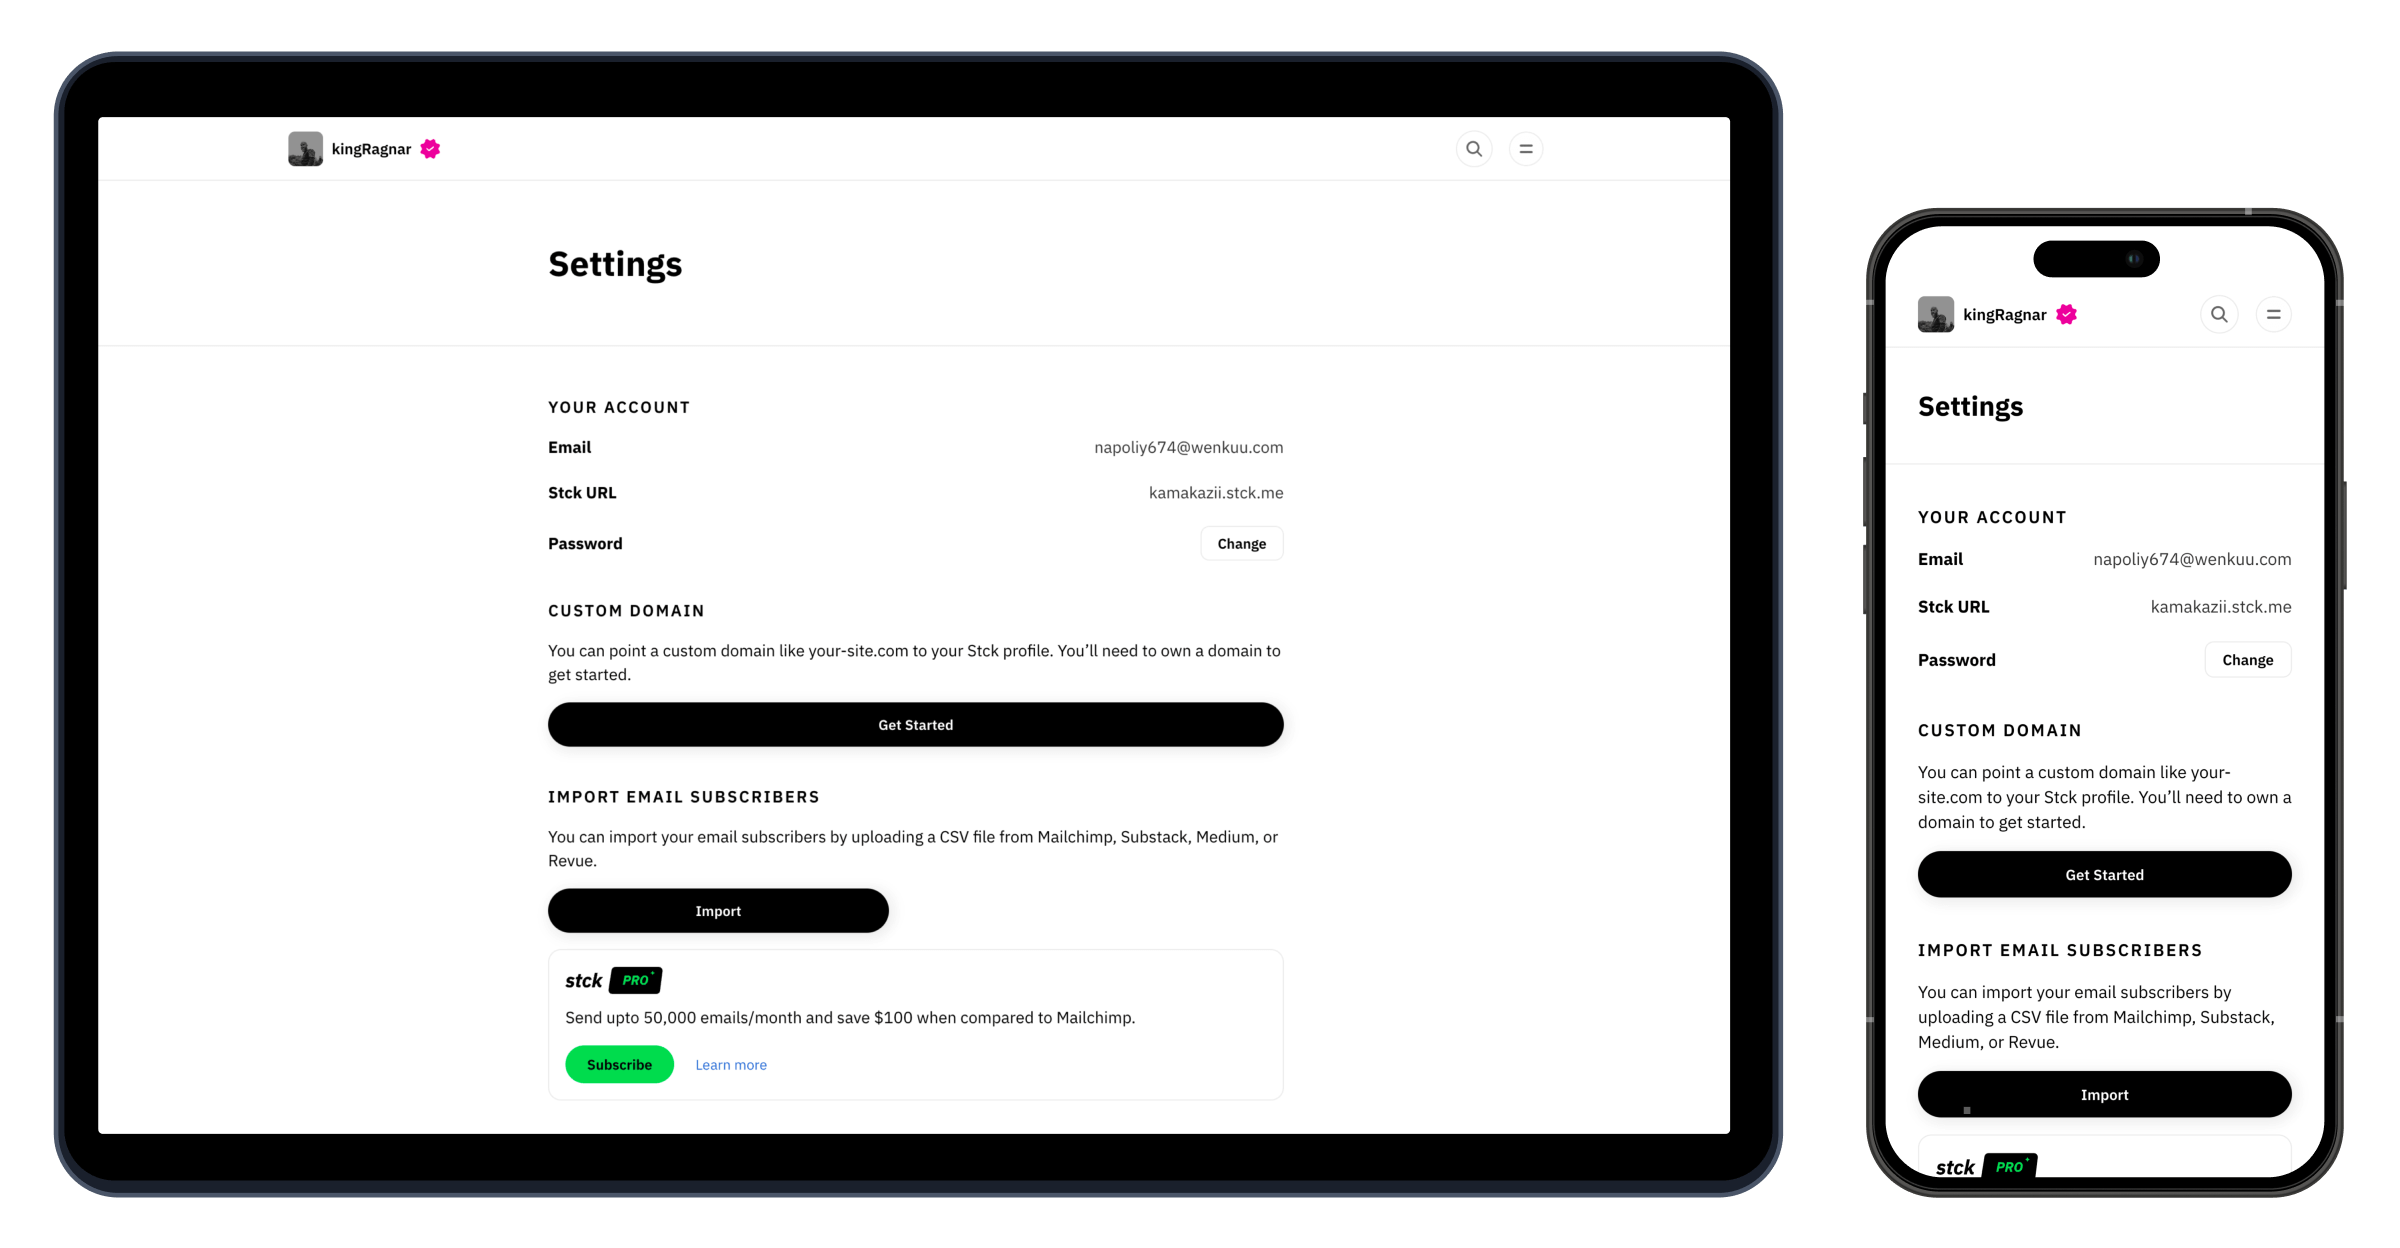 kingRagnar
Settings
YOUR ACCOUNT
Email napoliy674@wenkuu.com
Stck URL kamakazii.stck.me
Password Change
CUSTOM DOMAIN
You can point a custom domain like your-site.com to your Stck profile. You’ll need to own a domain to
get started.
Get Started
IMPORT EMAIL SUBSCRIBERS
You can import your email subscribers by uploading a CSV file from Mailchimp, Substack, Medium, or
Revue.
Import
stck PRO+
Send upto 50,000 emails/month and save $100 when compared to Mailchimp.
Subscribe Learn more
kingRagnar
Settings
YOUR ACCOUNT
Email napoliy674@wenkuu.com
Stck URL kamakazii.stck.me
Password Change
CUSTOM DOMAIN
You can point a custom domain like your-
site.com to your Stck profile. You’ll need to own a
domain to get started.
Get Started
IMPORT EMAIL SUBSCRIBERS
You can import your email subscribers by
uploading a CSV file from Mailchimp, Substack,
Medium, or Revue.
Import
stck PRO+